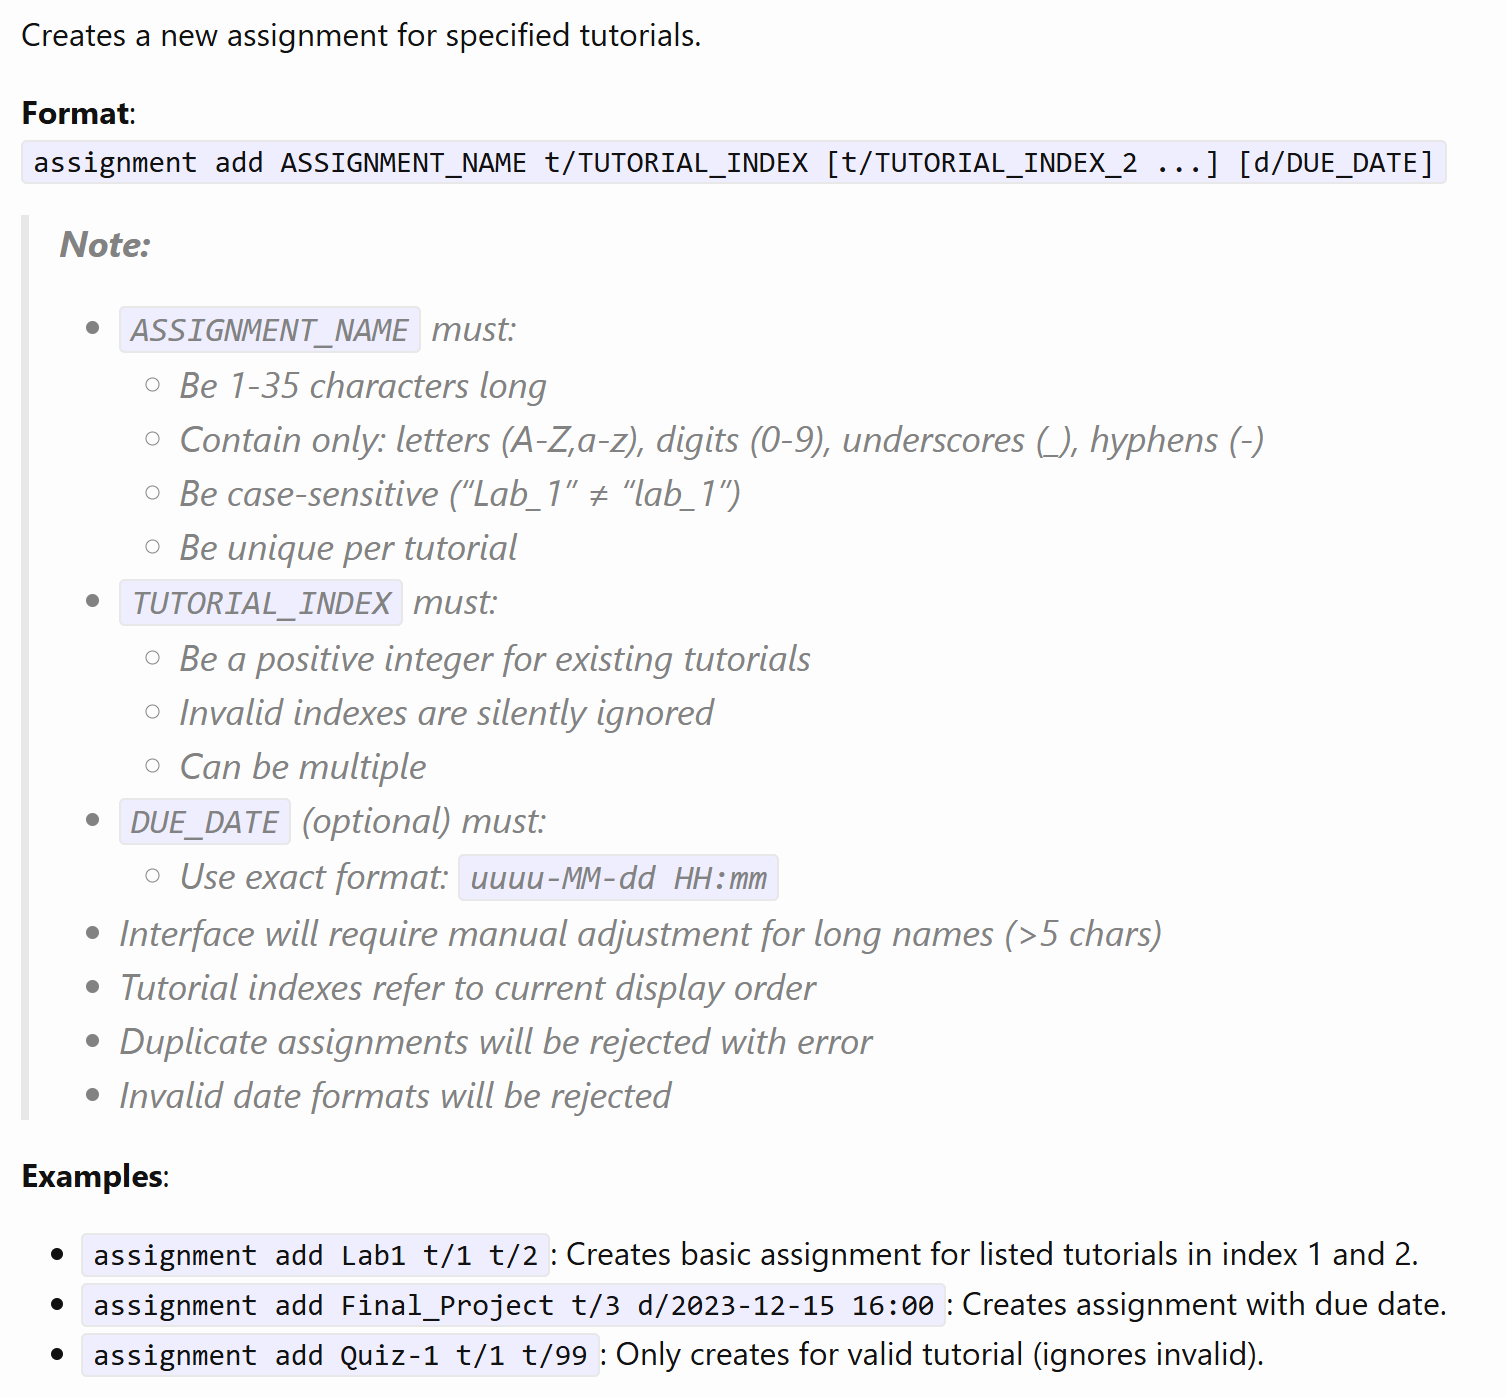 Creates a new assignment for specified tutorials.
Format:
assignment add ASSIGNMENT_NAME t/TUTORIAL_INDEX [t/TUTORIAL_INDEX_2 ...] [d/DUE_DATE]
Note:
ASSIGNMENT_NAME must:
Be 1-35 characters long
Contain only: letters (A-Z,a-z), digits (0-9), underscores (_), hyphens (-)
Be case-sensitive (“Lab_1” ≠ “lab_1”)
Be unique per tutorial
TUTORIAL_INDEX must:
Be a positive integer for existing tutorials
Invalid indexes are silently ignored
Can be multiple
DUE_DATE (optional) must:
Use exact format: uuuu-MM-dd HH:mm
Interface will require manual adjustment for long names (>5 chars)
Tutorial indexes refer to current display order
Duplicate assignments will be rejected with error
Invalid date formats will be rejected
Examples:
assignment add Lab1 t/1 t/2 : Creates basic assignment for listed tutorials in index 1 and 2.
assignment add Final_Project t/3 d/2023-12-15 16:00 : Creates assignment with due date.
assignment add Quiz-1 t/1 t/99 : Only creates for valid tutorial (ignores invalid).